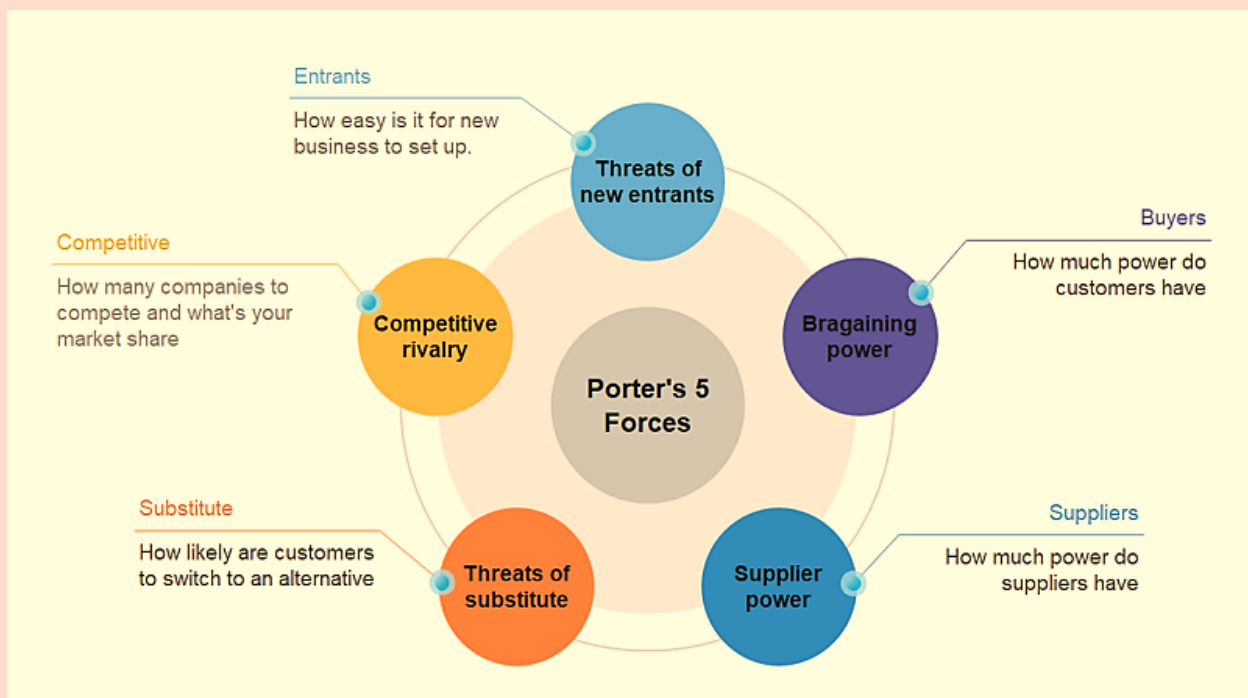 Entrants
How easy is it for new
business to set up.
Threats of
new entrants
Buyers
How much power do
customers have
Bragaining
power
Competitive
How many companies to
compete and what's your
market share
Competitive
rivalry
Porter's 5
Forces
Substitute
How likely are customers
to switch to an alternative
Threats of
substitute
Suppliers
How much power do
suppliers have
Supplier
power